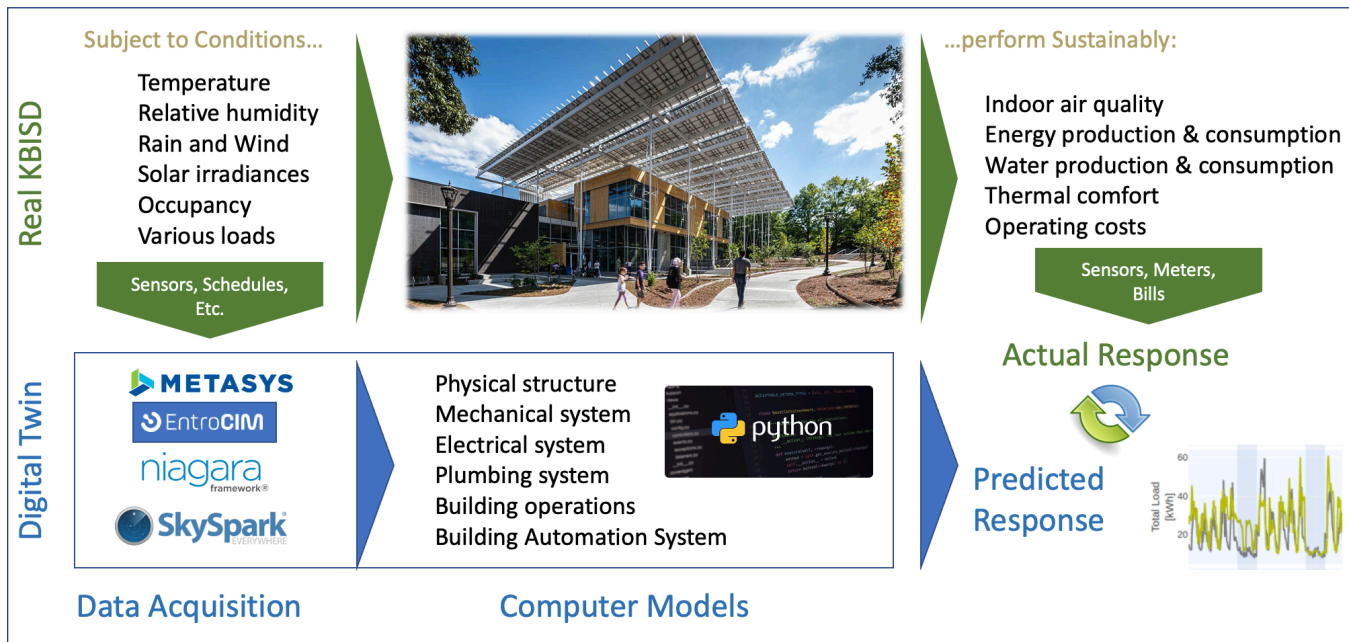 Real KBISD
Subject to Conditions...
Temperature
Relative humidity
Rain and Wind
Solar irradiances
Occupancy
Various loads
Sensors, Schedules,
Etc.
...perform Sustainably:
Indoor air quality
Energy production & consumption
Water production & consumption
Thermal comfort
Operating costs
Sensors, Meters,
Bills
Digital Twin
METASYS
EntroCIM
niagara
framework®
SkySpark®
EVERYWHERE
Data Acquisition
Physical structure
Mechanical system
Electrical system
Plumbing system
Building operations
Building Automation System
python
Computer Models
Actual Response
Predicted
Response
Total Load
[kWh]
60
40
20